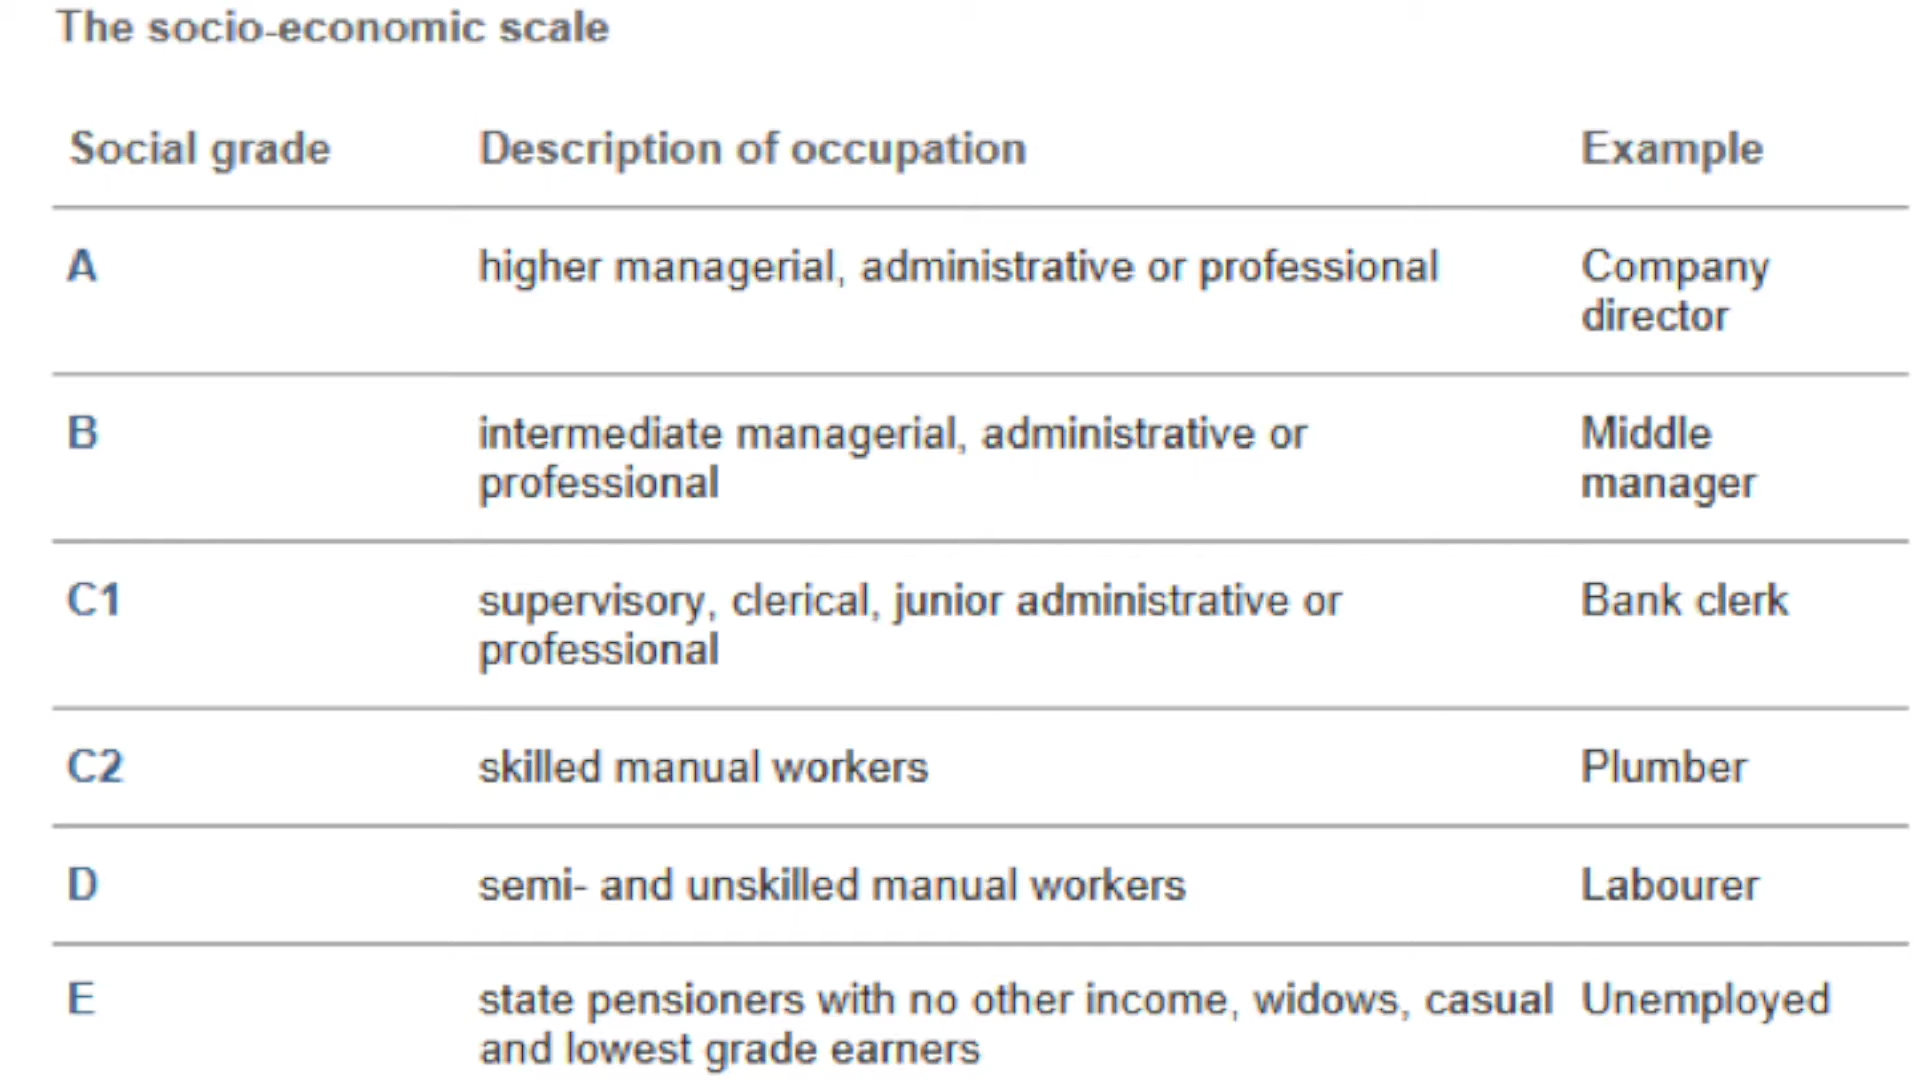 The socio-economic scale
Social grade Description of occupation Example
A higher managerial, administrative or professional Company
director
B intermediate managerial, administrative or Middle
professional manager
C1 supervisory, clerical, junior administrative or Bank clerk
professional
C2 skilled manual workers Plumber
D semi- and unskilled manual workers Labourer
E state pensioners with no other income, widows, casual Unemployed
and lowest grade earners